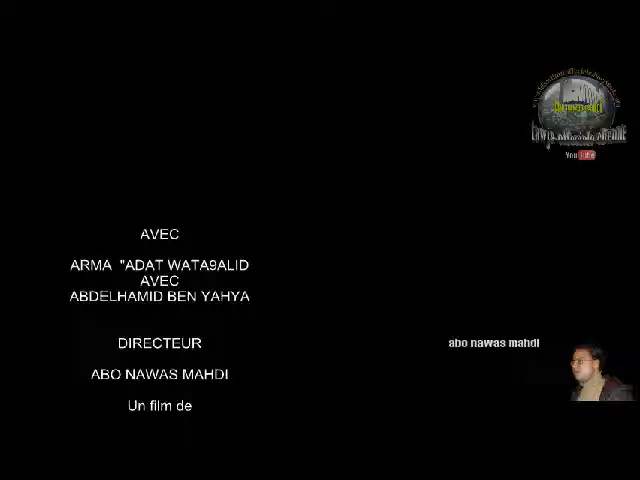 AVEC
ARMA "ADAT WATA9ALID
AVEC
ABDELHAMID BEN YAHYA
DIRECTEUR
ABO NAWAS MAHDI
Un film de
abo nawas mahdi
YouTube